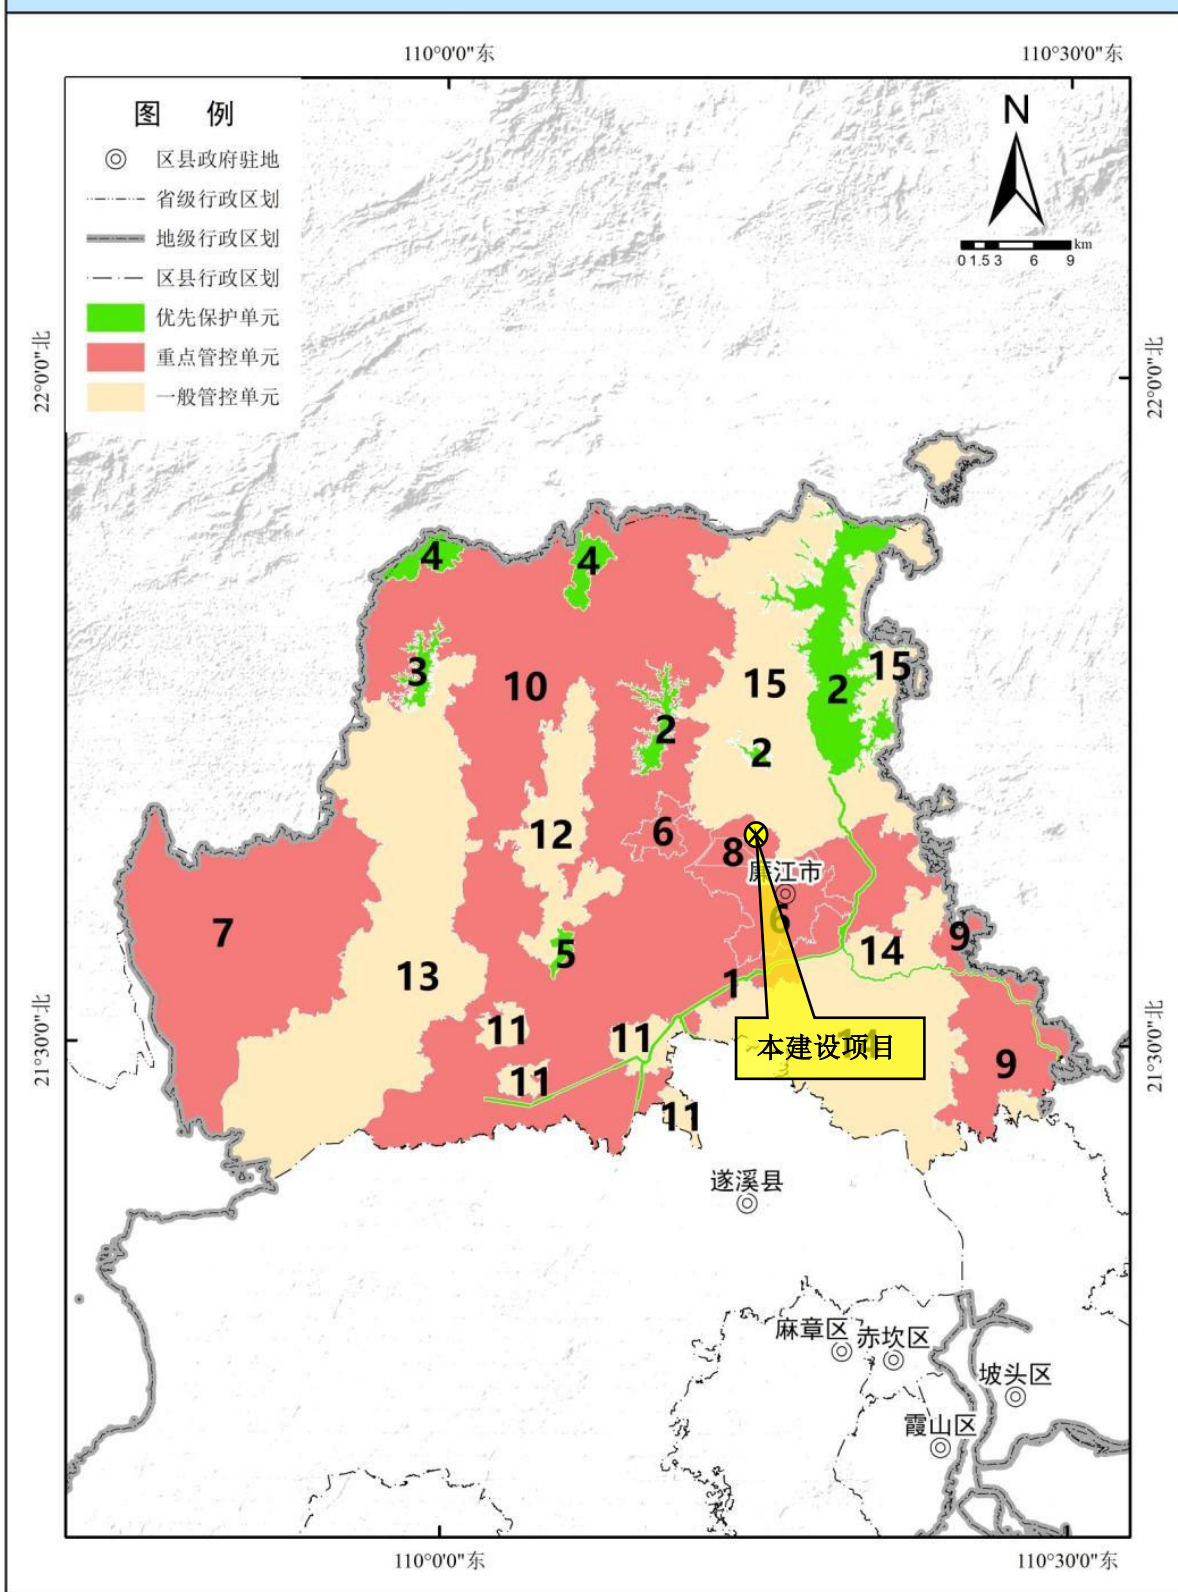 110°0'0"东
110°30'0"东
图 例
区县政府驻地
省级行政区划
地级行政区划
区县行政区划
优先保护单元
重点管控单元
一般管控单元
N
km
0 1.5 3 6 9
22°0'0"北
22°0'0"北
4
4
3
10
15
2
15
2
2
12
6
8
廉江市
7
6
9
5
14
13
1
11
11
本建设项目
14
9
11
11
21°30'0"北
21°30'0"北
遂溪县
麻章区
赤坎区
坡头区
霞山区
110°0'0"东
110°30'0"东